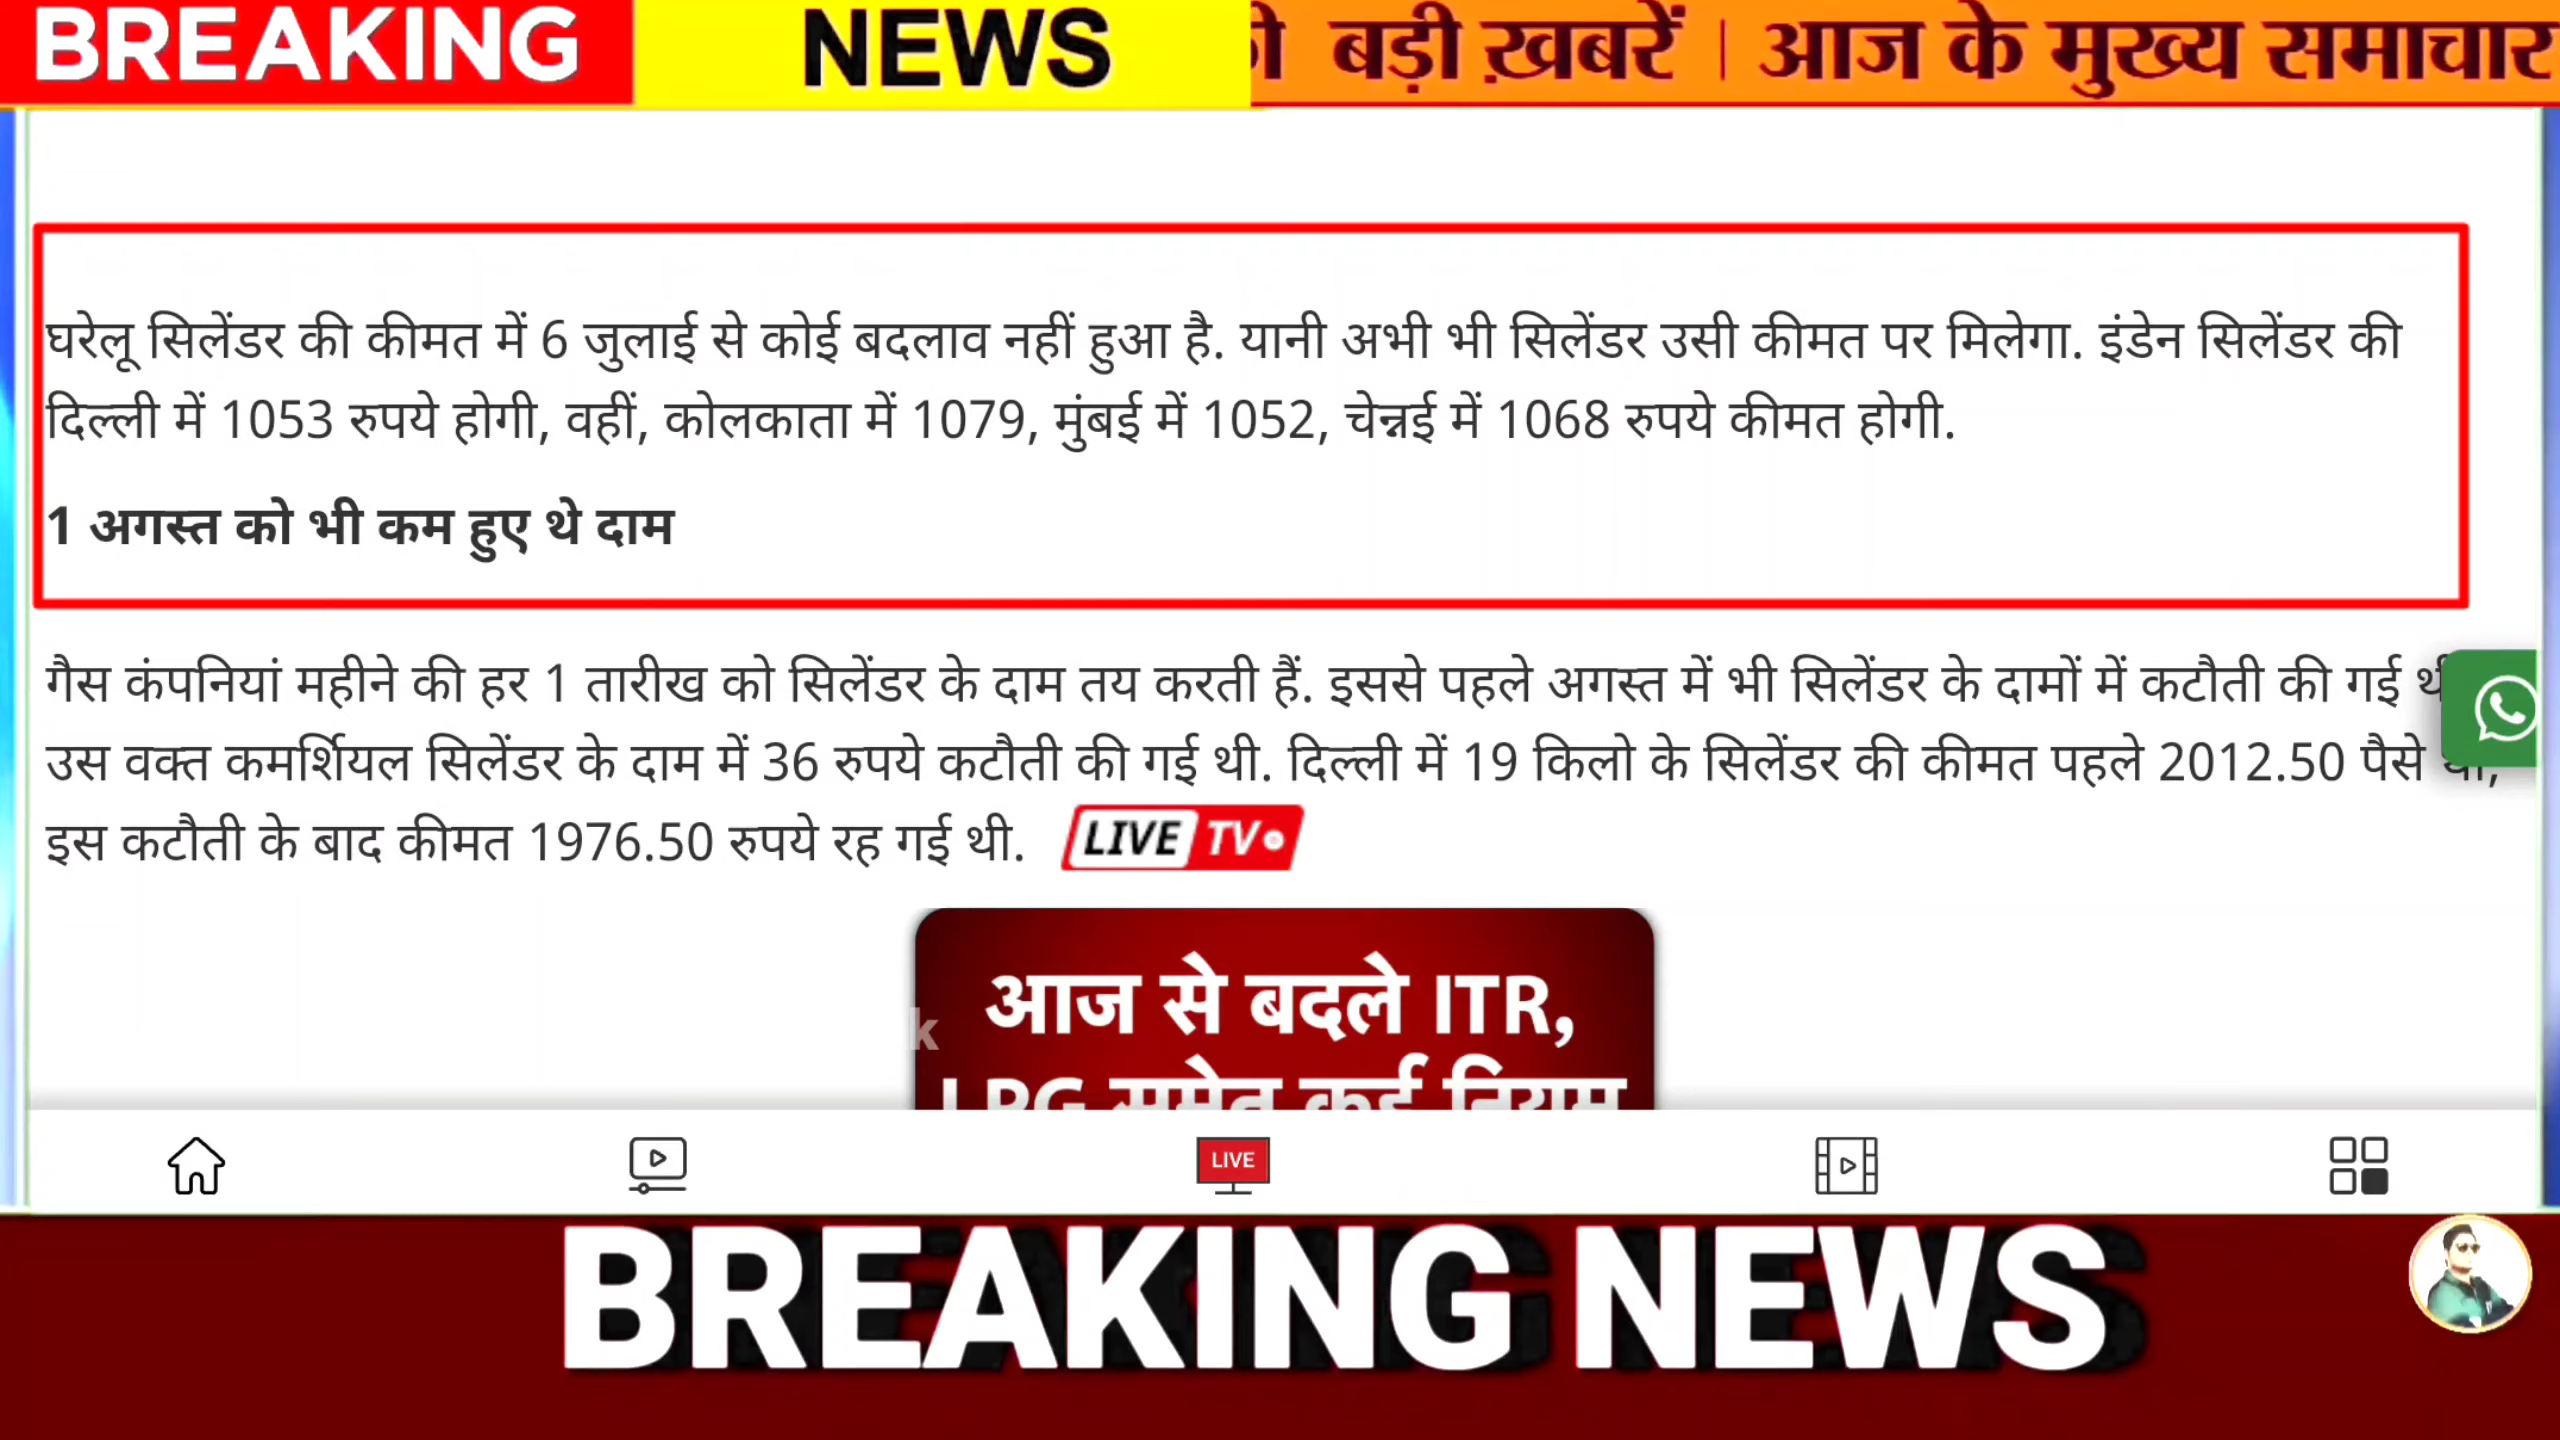 BREAKING NEWS बड़ी ख़बरें | आज के मुख्य समाचार
घरेलू सिलेंडर की कीमत में 6 जुलाई से कोई बदलाव नहीं हुआ है. यानी अभी भी सिलेंडर उसी कीमत पर मिलेगा. इंडेन सिलेंडर की
दिल्ली में 1053 रुपये होगी, वहीं, कोलकाता में 1079, मुंबई में 1052, चेन्नई में 1068 रुपये कीमत होगी.
1 अगस्त को भी कम हुए थे दाम
गैस कंपनियां महीने की हर 1 तारीख को सिलेंडर के दाम तय करती हैं. इससे पहले अगस्त में भी सिलेंडर के दामों में कटौती की गई
उस वक्त कमर्शियल सिलेंडर के दाम में 36 रुपये कटौती की गई थी. दिल्ली में 19 किलो के सिलेंडर की कीमत पहले 2012.50 पैसे
इस कटौती के बाद कीमत 1976.50 रुपये रह गई थी. LIVE TV
आज से बदले ITR,
LPG समेत कई नियम
LIVE
BREAKING NEWS